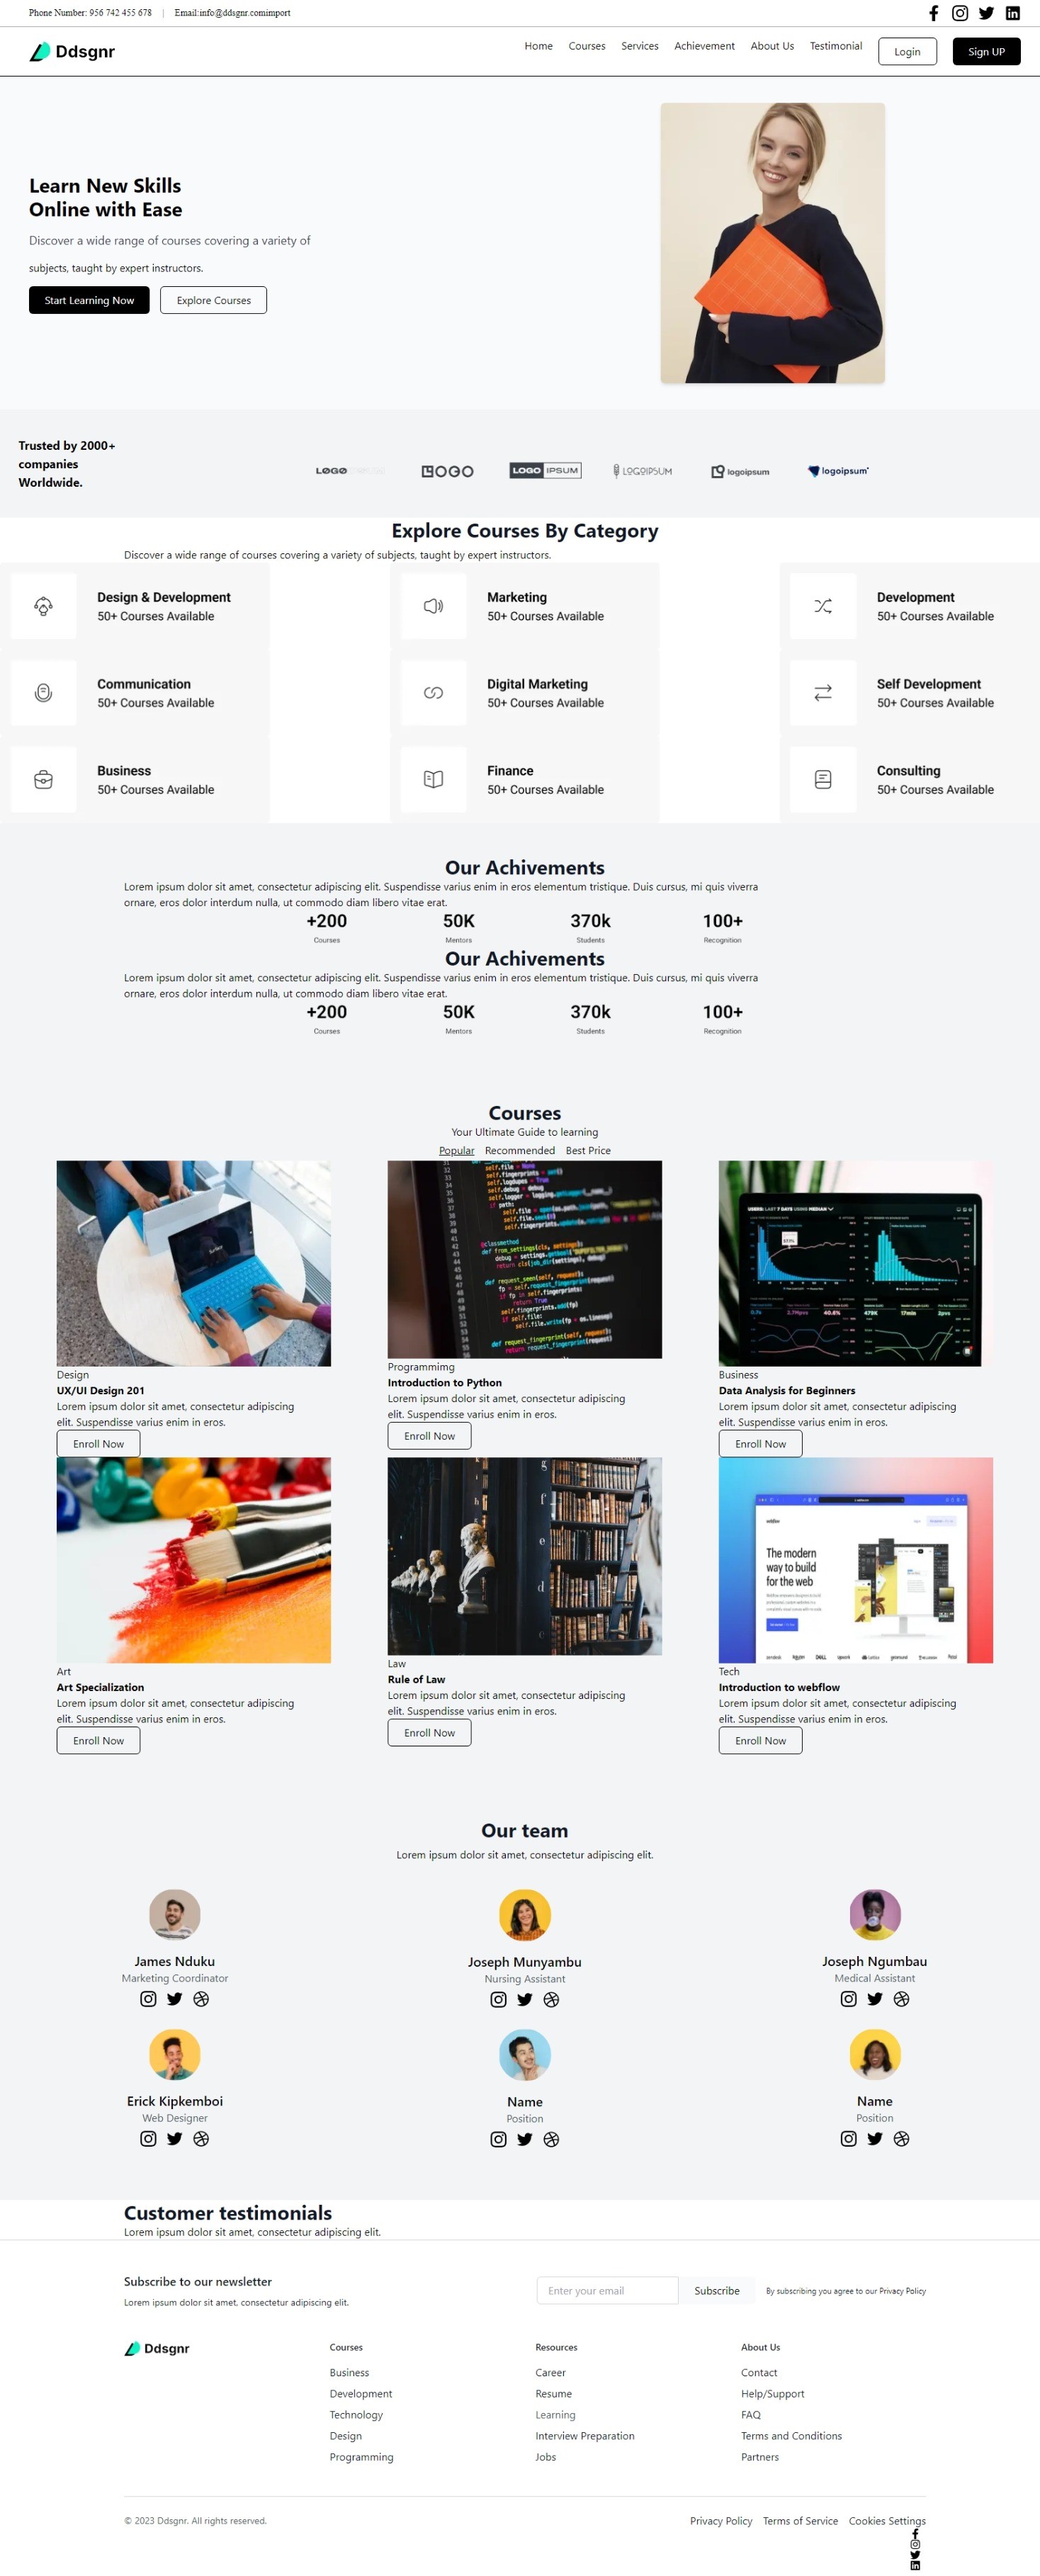 Phone Number: 956 742 455 678 | Email:info@ddsgnr.comimport
Ddsgnr
Home Courses Services Achievement About Us Testimonial Login Sign UP
Learn New Skills
Online with Ease
Discover a wide range of courses covering a variety of
subjects, taught by expert instructors.
Start Learning Now Explore Courses
Trusted by 2000+
companies
Worldwide.
LOGO LOGO LOGO IPSUM LOGOIPSUM logoipsum logoipsum
Explore Courses By Category
Discover a wide range of courses covering a variety of subjects, taught by expert instructors.
Design & Development Marketing Development
50+ Courses Available 50+ Courses Available 50+ Courses Available
Communication Digital Marketing Self Development
50+ Courses Available 50+ Courses Available 50+ Courses Available
Business Finance Consulting
50+ Courses Available 50+ Courses Available 50+ Courses Available
Our Achivements
Lorem ipsum dolor sit amet, consectetur adipiscing elit. Suspendisse varius enim in eros elementum tristique. Duis cursus, mi quis viverra
ornare, eros dolor interdum nulla, ut commodo diam libero vitae erat.
+200 50K 370k 100+
Courses Mentors Students Recognition
Our Achivements
Lorem ipsum dolor sit amet, consectetur adipiscing elit. Suspendisse varius enim in eros elementum tristique. Duis cursus, mi quis viverra
ornare, eros dolor interdum nulla, ut commodo diam libero vitae erat.
+200 50K 370k 100+
Courses Mentors Students Recognition
Courses
Your Ultimate Guide to learning
Popular Recommended Best Price
Design
UX/UI Design 201
Lorem ipsum dolor sit amet, consectetur adipiscing
elit. Suspendisse varius enim in eros.
Enroll Now
Programmimg
Introduction to Python
Lorem ipsum dolor sit amet, consectetur adipiscing
elit. Suspendisse varius enim in eros.
Enroll Now
USERS: LAST 7 DAYS USING MEDIAN
Business
Data Analysis for Beginners
Lorem ipsum dolor sit amet, consectetur adipiscing
elit. Suspendisse varius enim in eros.
Enroll Now
Art
Art Specialization
Lorem ipsum dolor sit amet, consectetur adipiscing
elit. Suspendisse varius enim in eros.
Enroll Now
Law
Rule of Law
Lorem ipsum dolor sit amet, consectetur adipiscing
elit. Suspendisse varius enim in eros.
Enroll Now
The modern
way to build
for the web
Tech
Introduction to webflow
Lorem ipsum dolor sit amet, consectetur adipiscing
elit. Suspendisse varius enim in eros.
Enroll Now
Our team
Lorem ipsum dolor sit amet, consectetur adipiscing elit.
James Nduku Joseph Munyambu Joseph Ngumbau
Marketing Coordinator Nursing Assistant Medical Assistant
Erick Kipkemboi Name Name
Web Designer Position Position
Customer testimonials
Lorem ipsum dolor sit amet, consectetur adipiscing elit.
Subscribe to our newsletter
Lorem ipsum dolor sit amet, consectetur adipiscing elit.
Enter your email Subscribe By subscribing you agree to our Privacy Policy
Ddsgnr
Courses Resources About Us
Business Career Contact
Development Resume Help/Support
Technology Learning FAQ
Design Interview Preparation Terms and Conditions
Programming Jobs Partners
© 2023 Ddsgnr. All rights reserved. Privacy Policy Terms of Service Cookies Settings